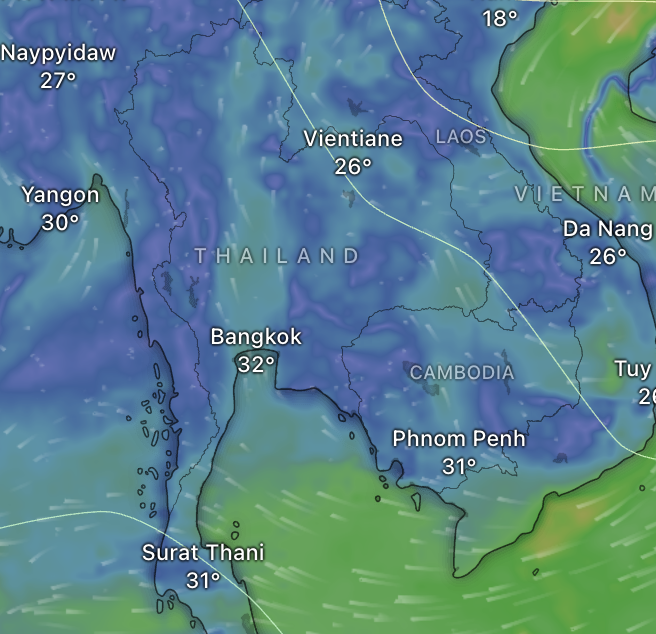 18°
Naypyidaw
27°
Vientiane
26°
LAOS
Yangon
30°
VIETNAM
Da Nang
26°
THAILAND
Bangkok
32°
CAMBODIA
Tuy
26
Phnom Penh
31°
Surat Thani
31°